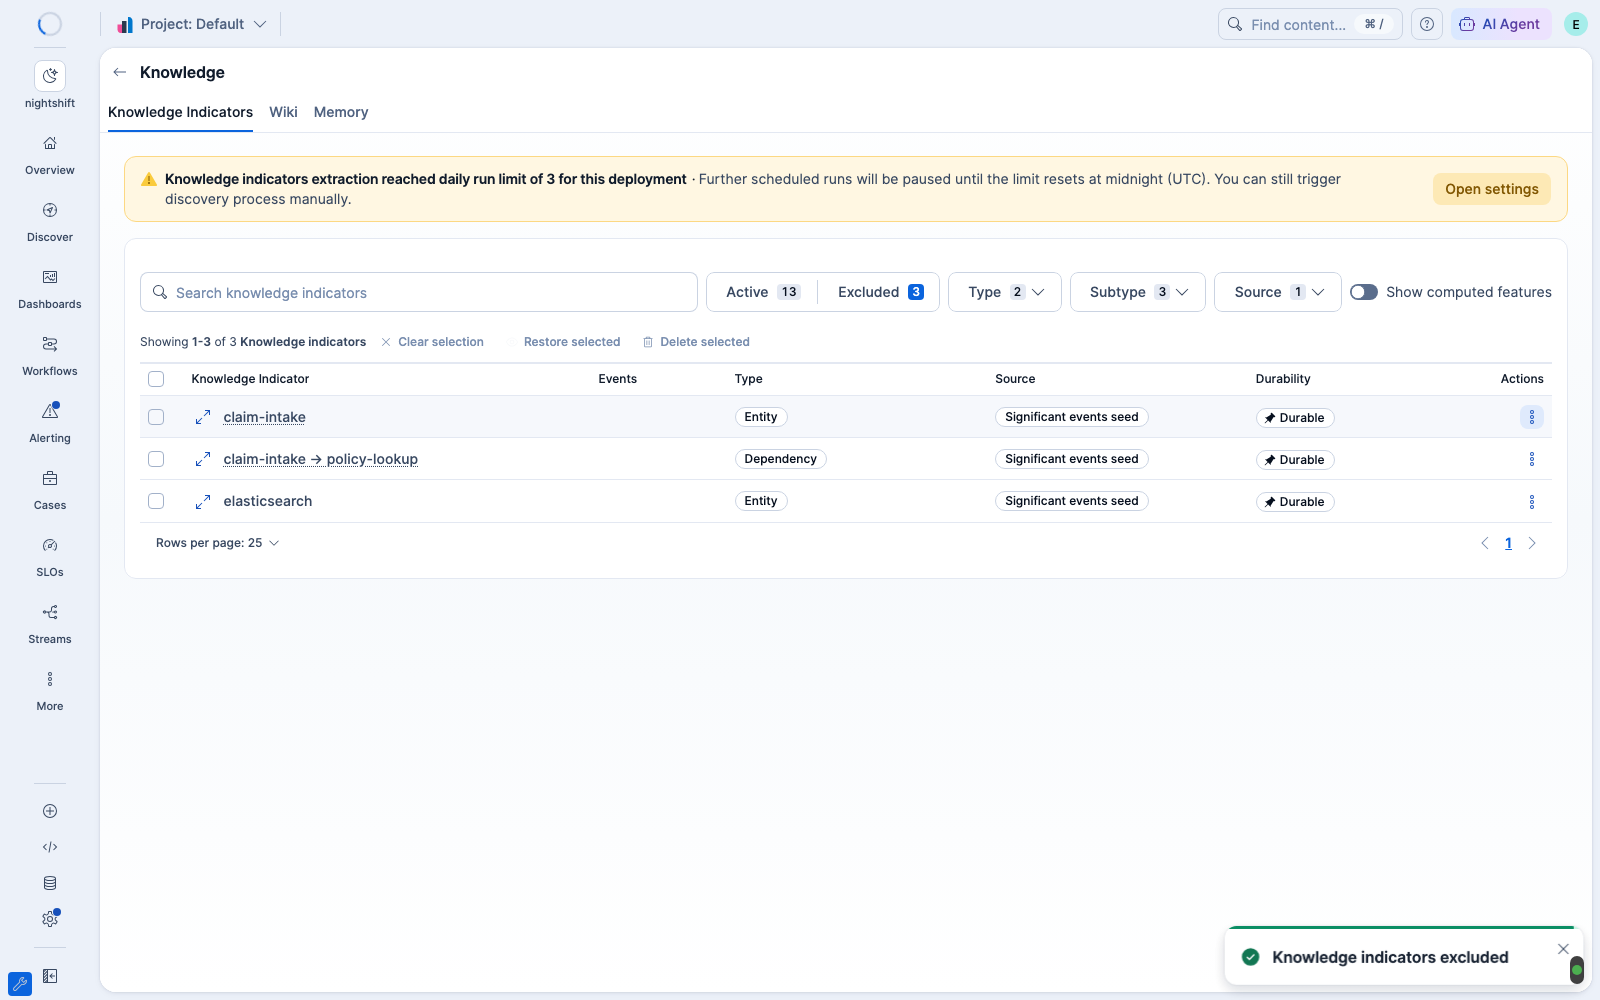 Project: Default
Find content...
⌘ /
AI Agent
E
nightshift
Overview
Discover
Dashboards
Workflows
Alerting
Cases
SLOs
Streams
More
Knowledge
Knowledge Indicators
Wiki
Memory
Knowledge indicators extraction reached daily run limit of 3 for this deployment · Further scheduled runs will be paused until the limit resets at midnight (UTC). You can still trigger
discovery process manually.
Open settings
Search knowledge indicators
Active 13
Excluded 3
Type 2
Subtype 3
Source 1
Show computed features
Showing 1-3 of 3 Knowledge indicators
Clear selection
Restore selected
Delete selected
Knowledge Indicator Events Type Source Durability Actions
claim-intake Entity Significant events seed Durable
claim-intake → policy-lookup Dependency Significant events seed Durable
elasticsearch Entity Significant events seed Durable
Rows per page: 25
1
Knowledge indicators excluded